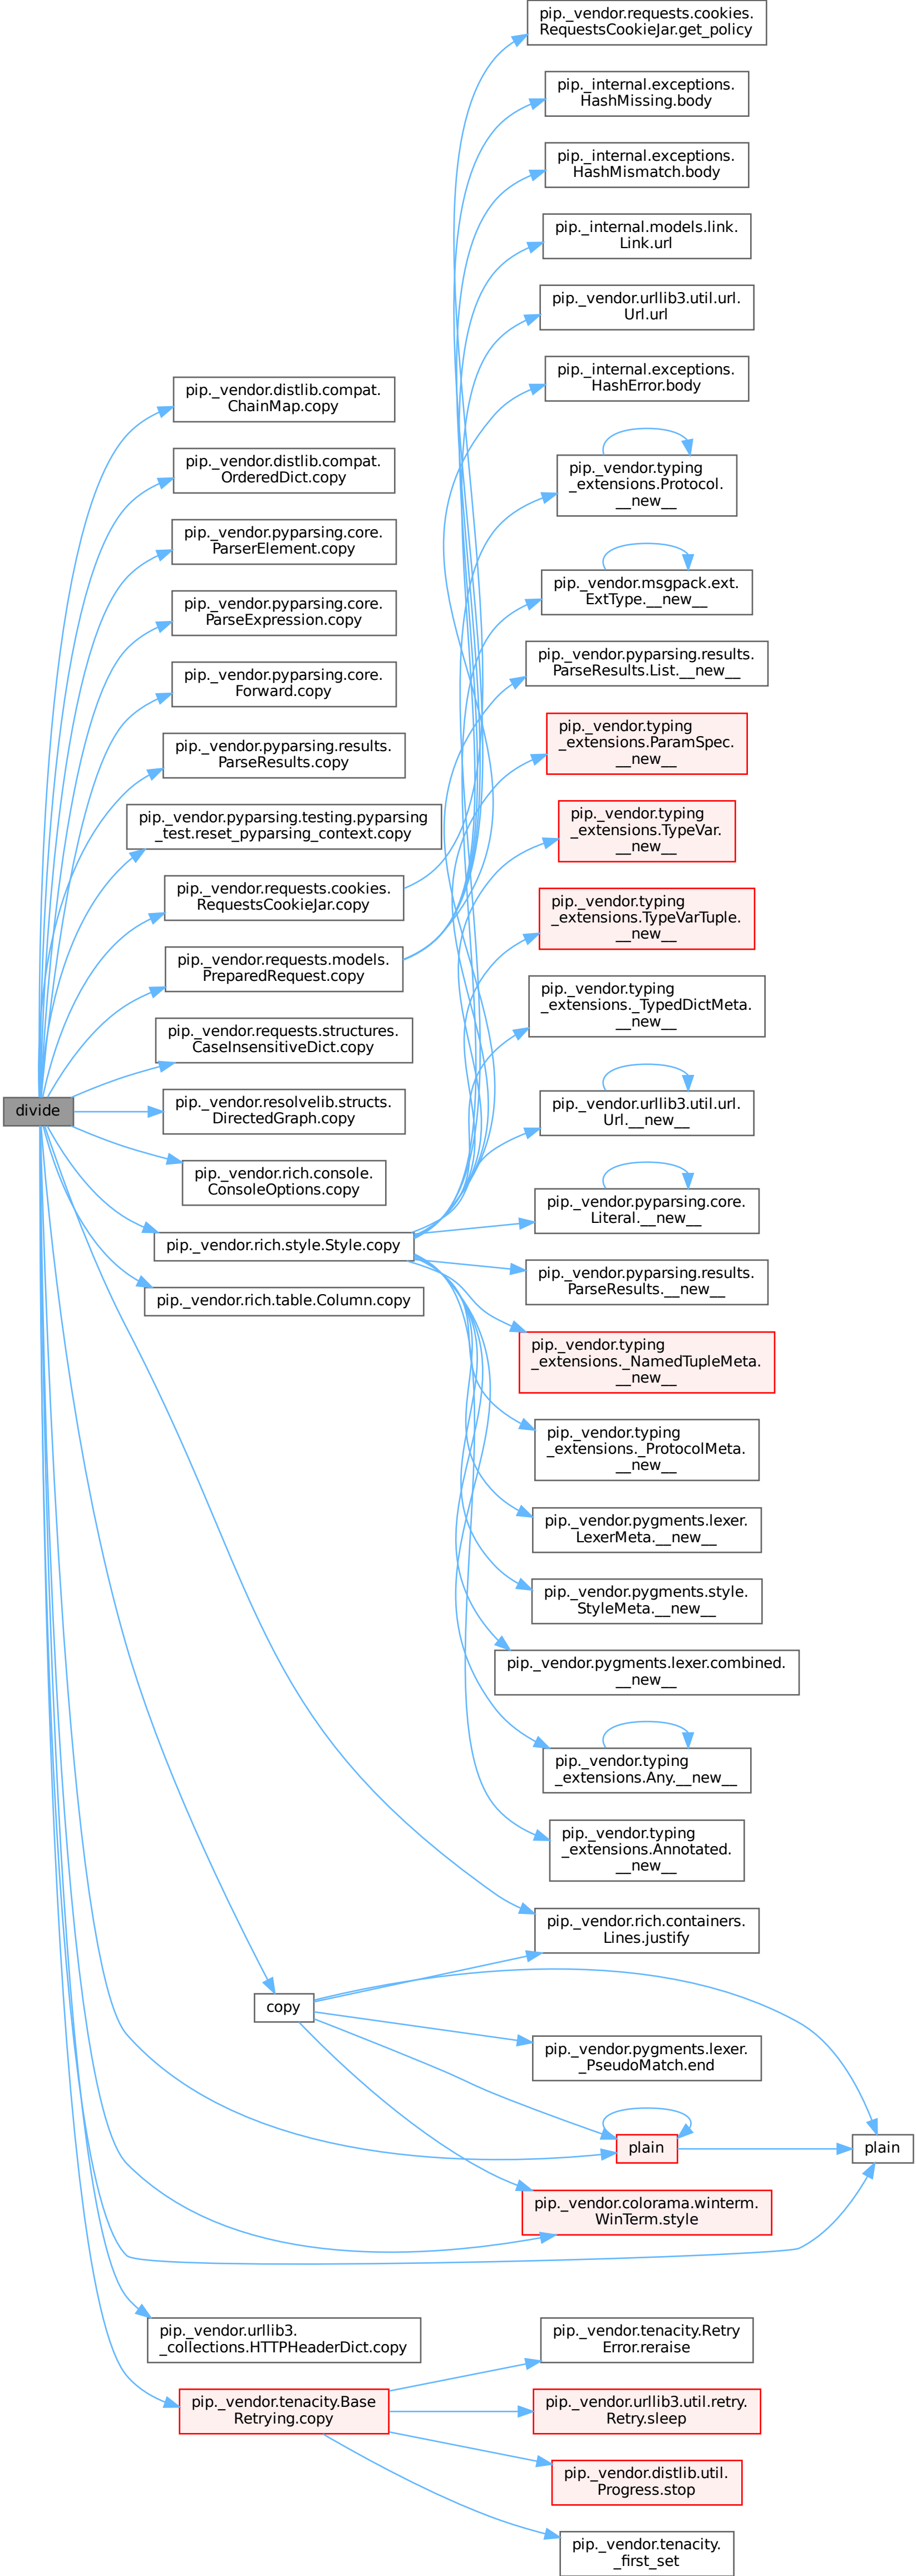 pip._vendor.requests.cookies.
RequestsCookieJar.get_policy
pip._internal.exceptions.
HashMissing.body
pip._internal.exceptions.
HashMismatch.body
pip._internal.models.link.
Link.url
pip._vendor.urllib3.util.url.
Url.url
pip._internal.exceptions.
HashError.body
pip._vendor.distlib.compat.
ChainMap.copy
pip._vendor.distlib.compat.
OrderedDict.copy
pip._vendor.pyparsing.core.
ParserElement.copy
pip._vendor.pyparsing.core.
ParseExpression.copy
pip._vendor.pyparsing.core.
Forward.copy
pip._vendor.pyparsing.results.
ParseResults.copy
pip._vendor.pyparsing.testing.pyparsing
_test.reset_pyparsing_context.copy
pip._vendor.requests.cookies.
RequestsCookieJar.copy
pip._vendor.requests.models.
PreparedRequest.copy
pip._vendor.requests.structures.
CaseInsensitiveDict.copy
divide
pip._vendor.resolvelib.structs.
DirectedGraph.copy
pip._vendor.rich.console.
ConsoleOptions.copy
pip._vendor.rich.style.Style.copy
pip._vendor.rich.table.Column.copy
pip._vendor.typing
_extensions.Protocol.
__new__
pip._vendor.msgpack.ext.
ExtType.__new__
pip._vendor.pyparsing.results.
ParseResults.List.__new__
pip._vendor.typing
_extensions.ParamSpec.
__new__
pip._vendor.typing
_extensions.TypeVar.
__new__
pip._vendor.typing
_extensions.TypeVarTuple.
__new__
pip._vendor.typing
_extensions._TypedDictMeta.
__new__
pip._vendor.urllib3.util.url.
Url.__new__
pip._vendor.pyparsing.core.
Literal.__new__
pip._vendor.pyparsing.results.
ParseResults.__new__
pip._vendor.typing
_extensions._NamedTupleMeta.
__new__
pip._vendor.typing
_extensions._ProtocolMeta.
__new__
pip._vendor.pygments.lexer.
LexerMeta.__new__
pip._vendor.pygments.style.
StyleMeta.__new__
pip._vendor.pygments.lexer.combined.
__new__
pip._vendor.typing
_extensions.Any.__new__
pip._vendor.typing
_extensions.Annotated.
__new__
pip._vendor.rich.containers.
Lines.justify
copy
pip._vendor.pygments.lexer.
_PseudoMatch.end
plain
plain
pip._vendor.colorama.winterm.
WinTerm.style
pip._vendor.urllib3.
_collections.HTTPHeaderDict.copy
pip._vendor.tenacity.Base
Retrying.copy
pip._vendor.tenacity.Retry
Error.reraise
pip._vendor.urllib3.util.retry.
Retry.sleep
pip._vendor.distlib.util.
Progress.stop
pip._vendor.tenacity.
_first_set